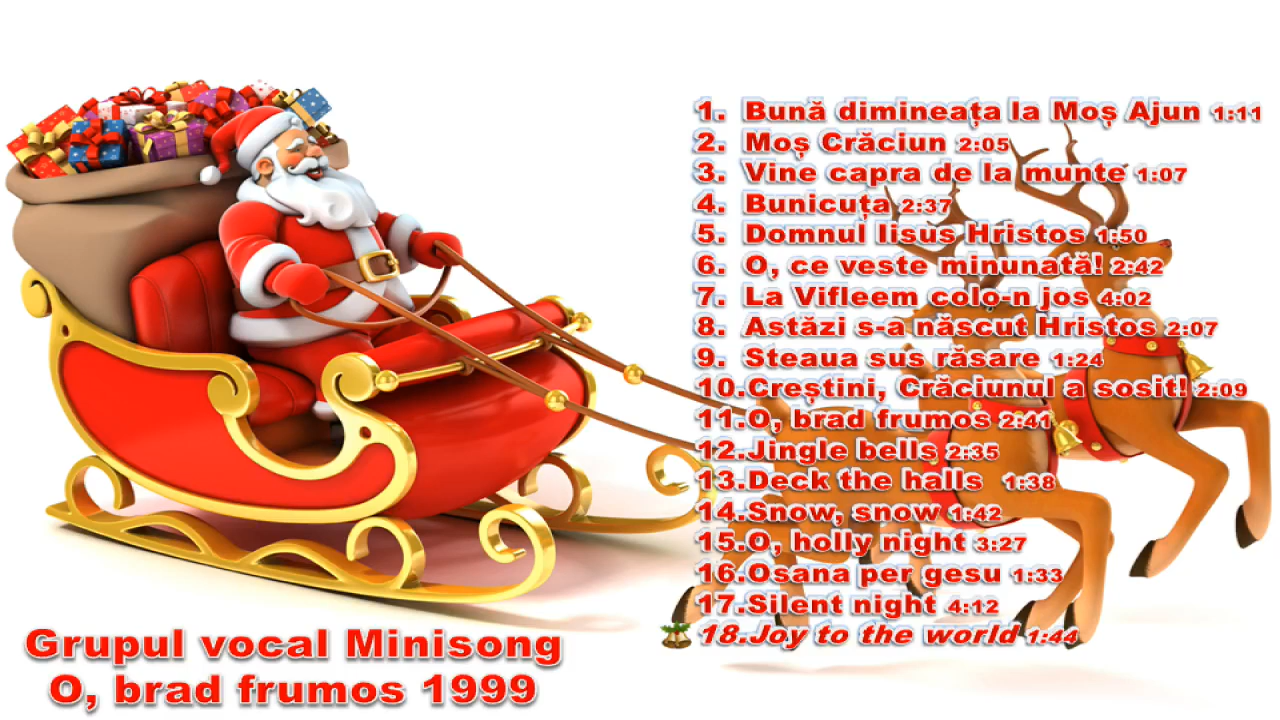 1. Bună dimineața la Moș Ajun 1:11
2. Moș Crăciun 2:05
3. Vine capra de la munte 1:07
4. Bunicuța 2:37
5. Domnul Iisus Hristos 1:50
6. O, ce veste minunată! 2:42
7. La Vifleem colo-n jos 4:02
8. Astăzi s-a născut Hristos 2:07
9. Steaua sus răsare 1:24
10.Creștini, Crăciunul a sosit! 2:09
11.O, brad frumos 2:41
12.Jingle bells 2:35
13.Deck the halls 1:38
14.Snow, snow 1:42
15.O, holly night 3:27
16.Osana per gesu 1:33
17.Silent night 4:12
18.Joy to the world 1:44
Grupul vocal Minisong
O, brad frumos 1999